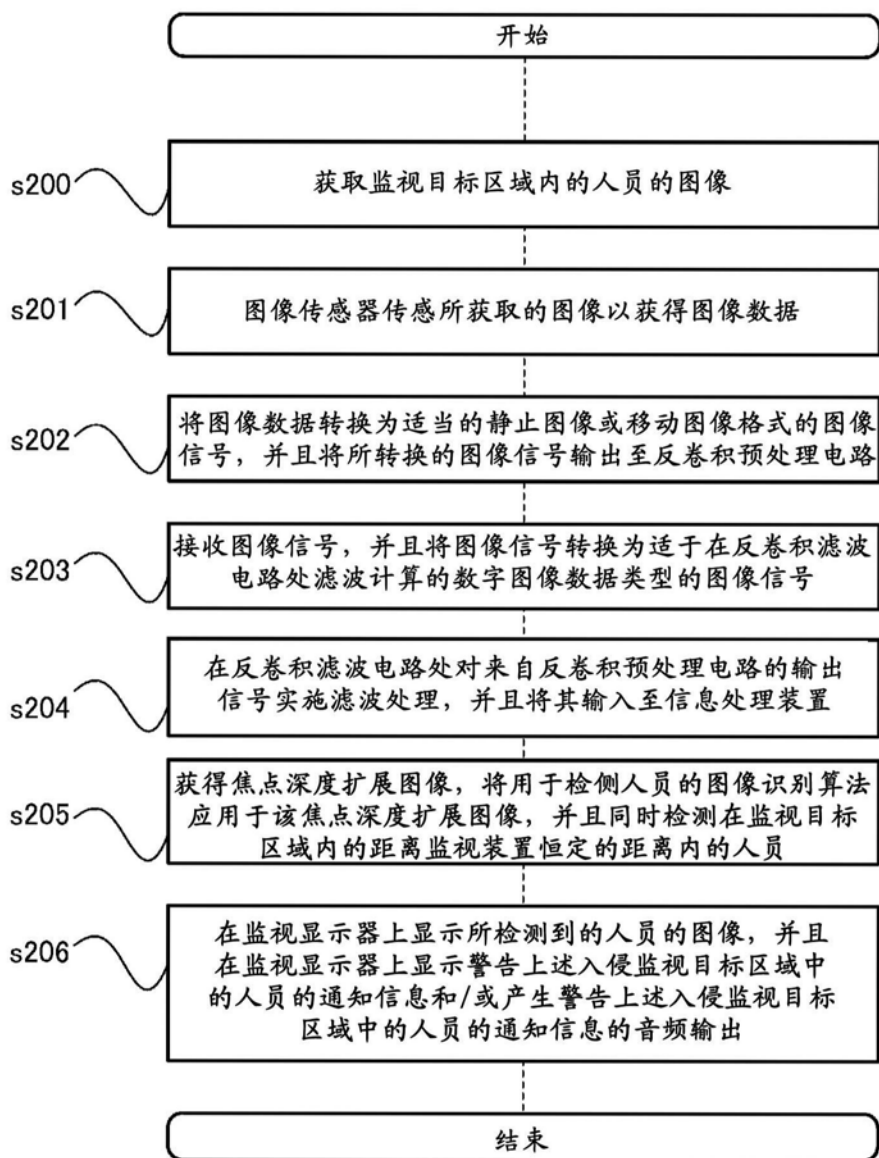 开始
s200
获取监视目标区域内的人员的图像
s201
图像传感器传感所获取的图像以获得图像数据
s202
将图像数据转换为适当的静止图像或移动图像格式的图像
信号，并且将所转换的图像信号输出至反卷积预处理电路
s203
接收图像信号，并且将图像信号转换为适于在反卷积滤波
电路处滤波计算的数字图像数据类型的图像信号
s204
在反卷积滤波电路处对来自反卷积预处理电路的输出
信号实施滤波处理，并且将其输入至信息处理装置
s205
获得焦点深度扩展图像，将用于检侧人员的图像识别算法
应用于该焦点深度扩展图像，并且同时检测在监视目标
区域内的距离监视装置恒定的距离内的人员
s206
在监视显示器上显示所检测到的人员的图像，并且
在监视显示器上显示警告上述入侵监视目标区域中
的人员的通知信息和/或产生警告上述入侵监视目标
区域中的人员的通知信息的音频输出
结束